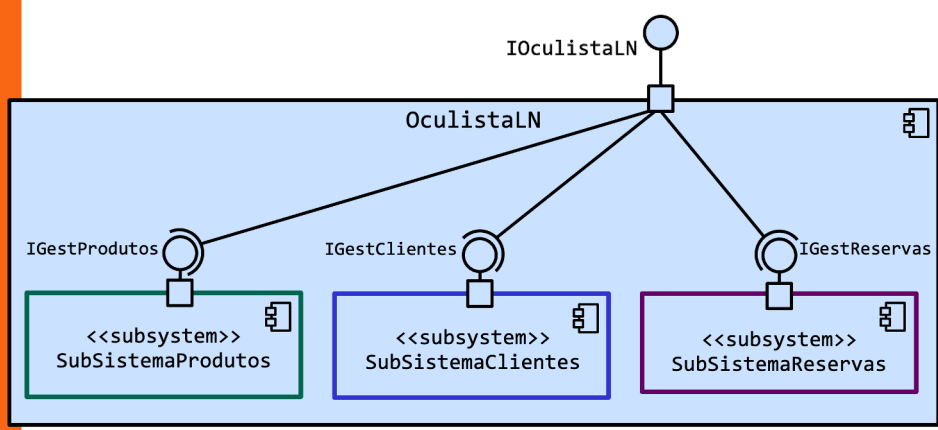 IOculistaLN
OculistaLN
IGestProdutos
IGestClientes
IGestReservas
<<subsystem>>
SubSistemaProdutos
<<subsystem>>
SubSistemaClientes
<<subsystem>>
SubSistemaReservas